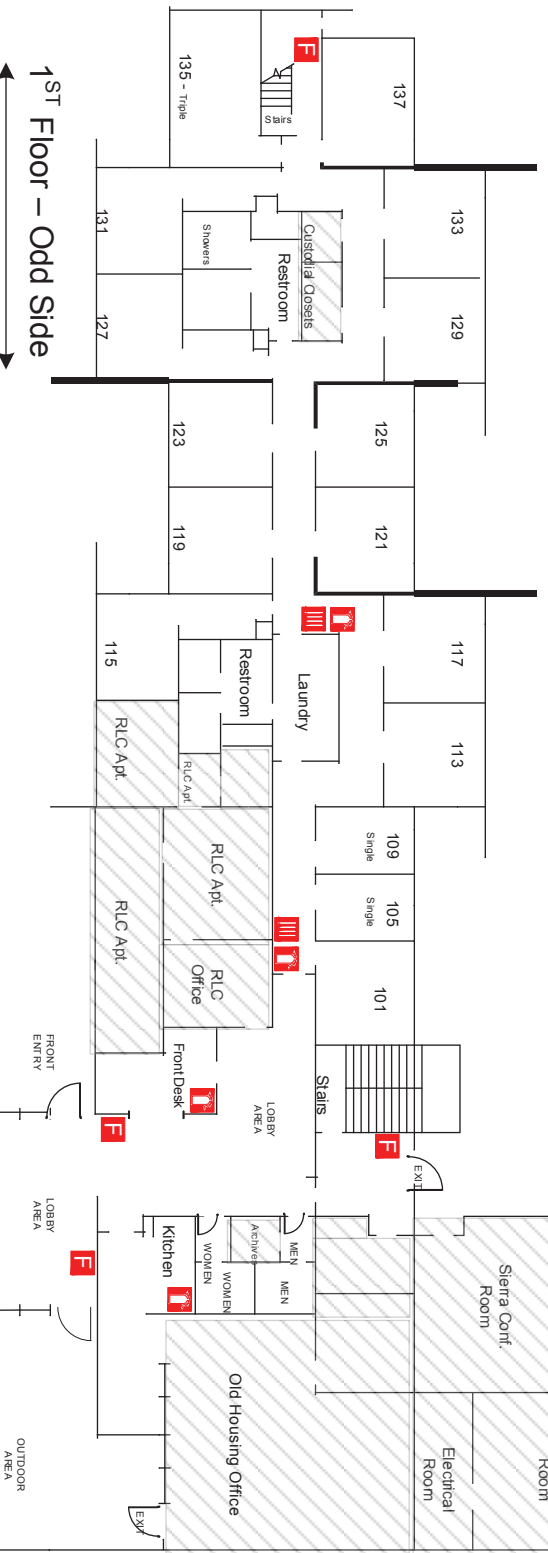 1ST Floor – Odd Side
137
135 - Triple
F
Stairs
133
129
131
127
Showers
Custodial Closets
Restroom
125
121
123
119
117
113
115
Restroom
Laundry
RLC Apt.
RLC Apt.
RLC Apt.
RLC Apt.
RLC
Office
109
Single
105
Single
101
Stairs
F
EXIT
Front Desk
F
FRONT
ENTRY
LOBBY
AREA
LOBBY
AREA
F
Kitchen
WOMEN
WOMEN
Archives
MEN
MEN
Sierra Conf.
Room
Room
Electrical
Room
Old Housing Office
EXIT
OUTDOOR
AREA